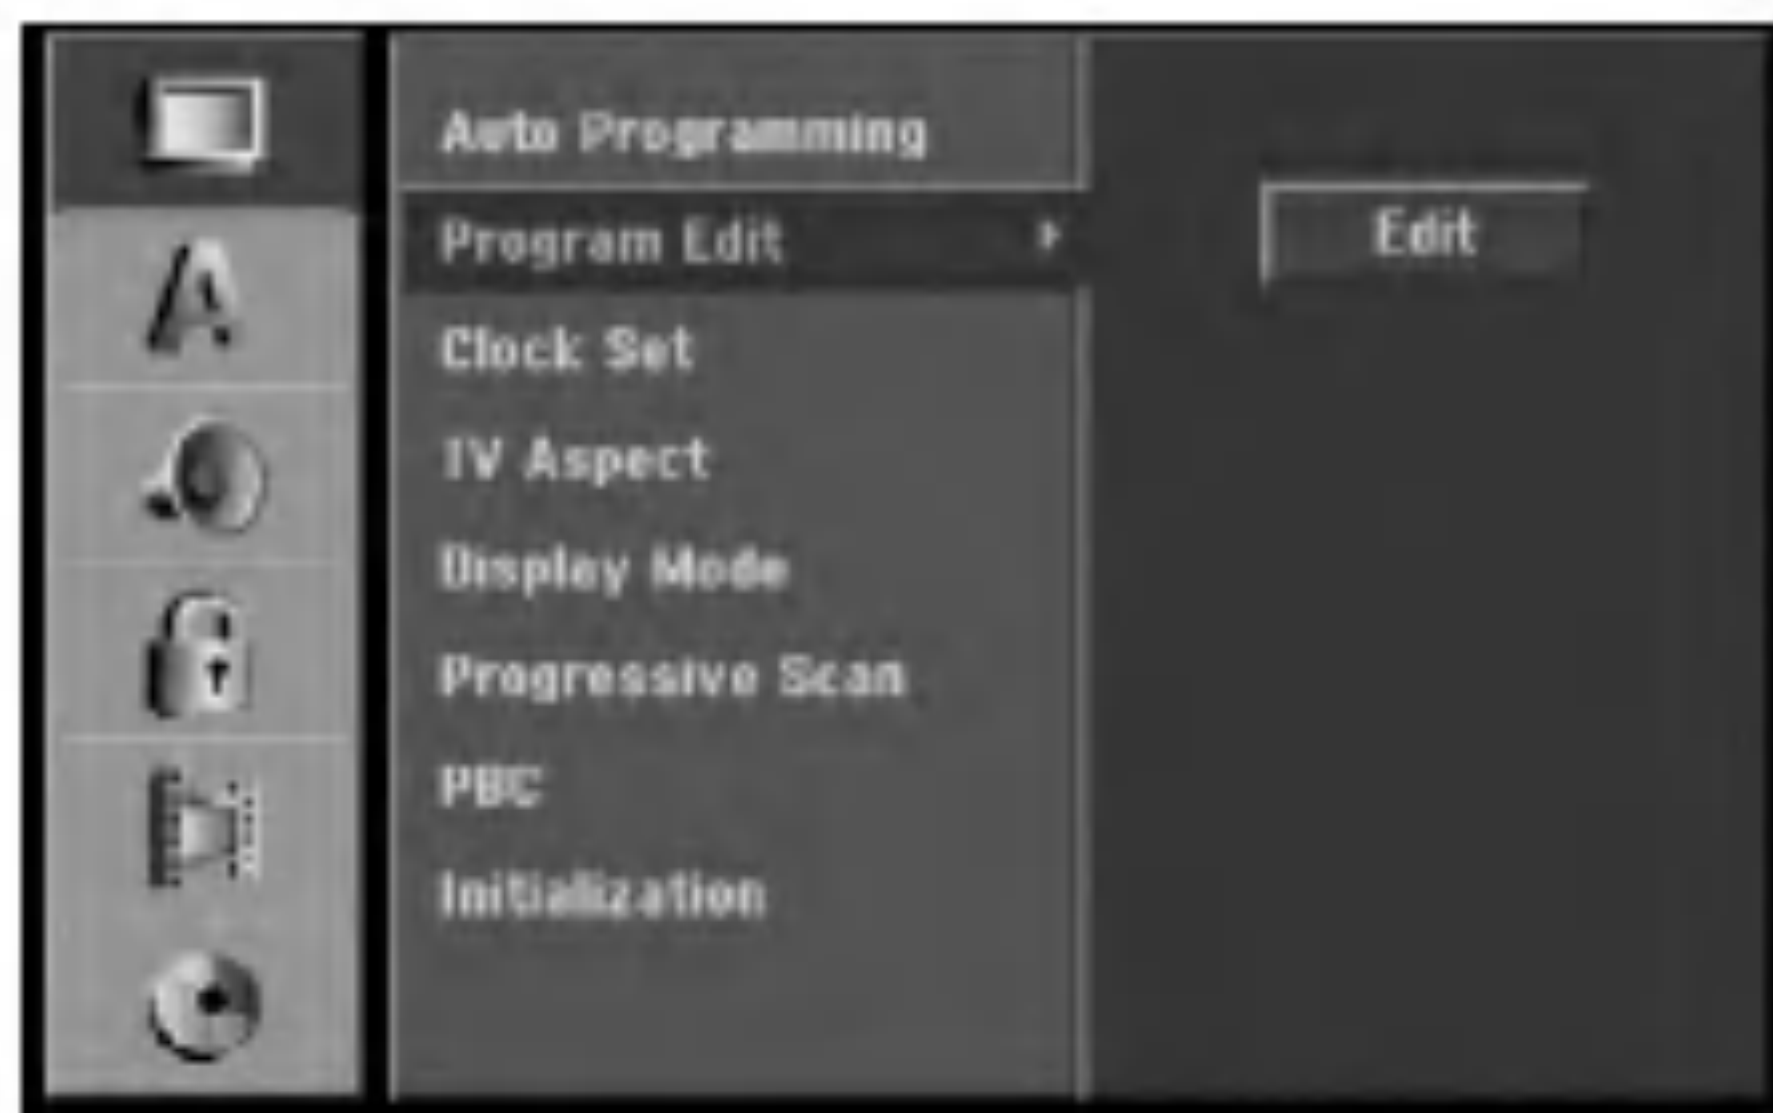 Auto Programming
Program Edit
Edit
Clock Set
TV Aspect
Display Mode
Progressive Scan
PBC
Initialization